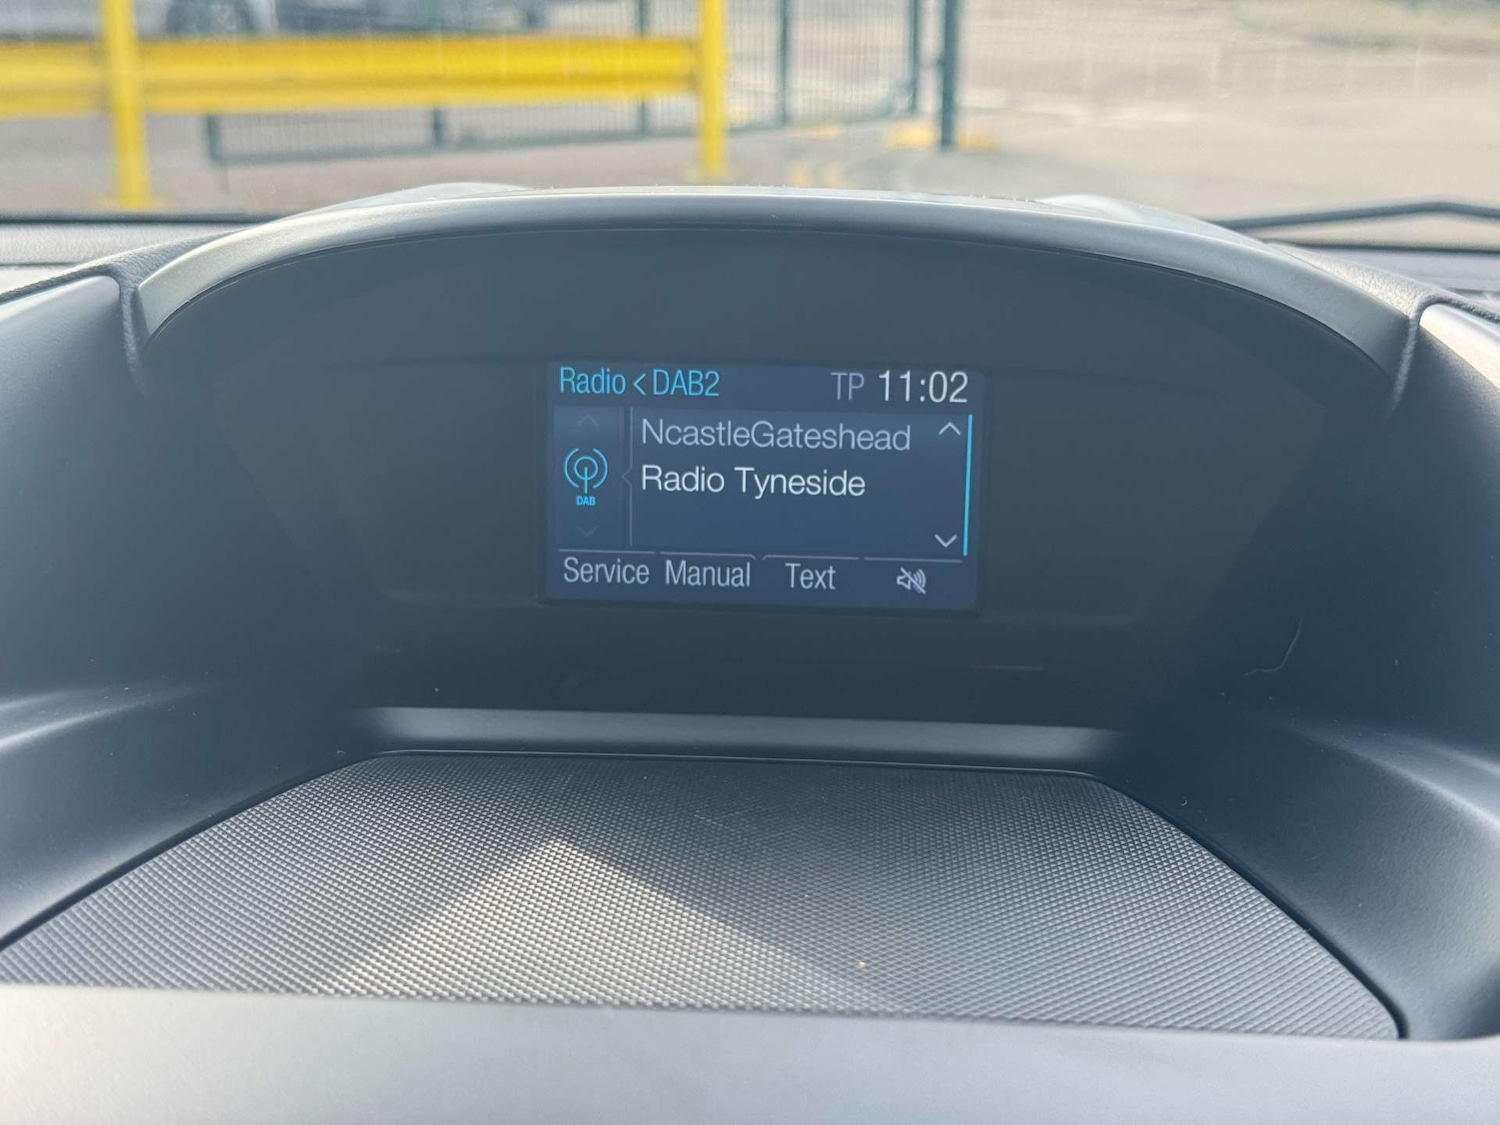 Radio < DAB2 TP 11:02
NcastleGateshead
Radio Tyneside
DAB
Service Manual Text